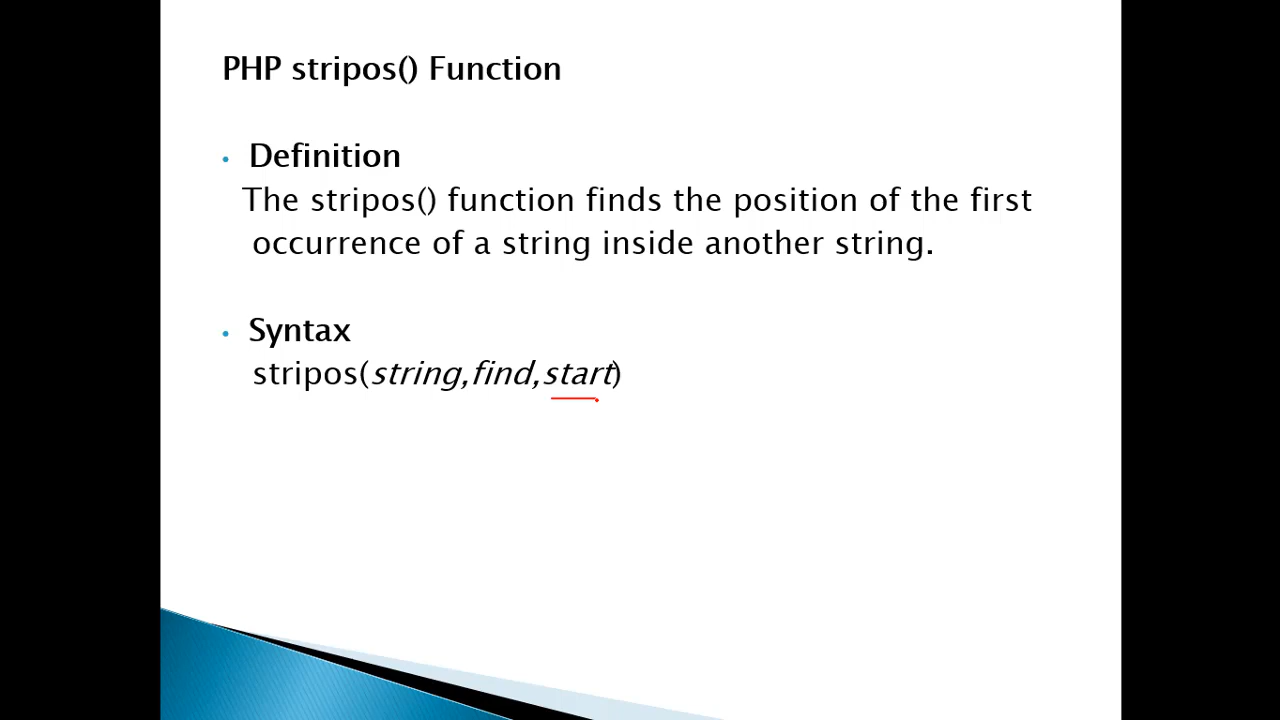 PHP stripos() Function
• Definition
The stripos() function finds the position of the first
occurrence of a string inside another string.
• Syntax
stripos(string,find,start)